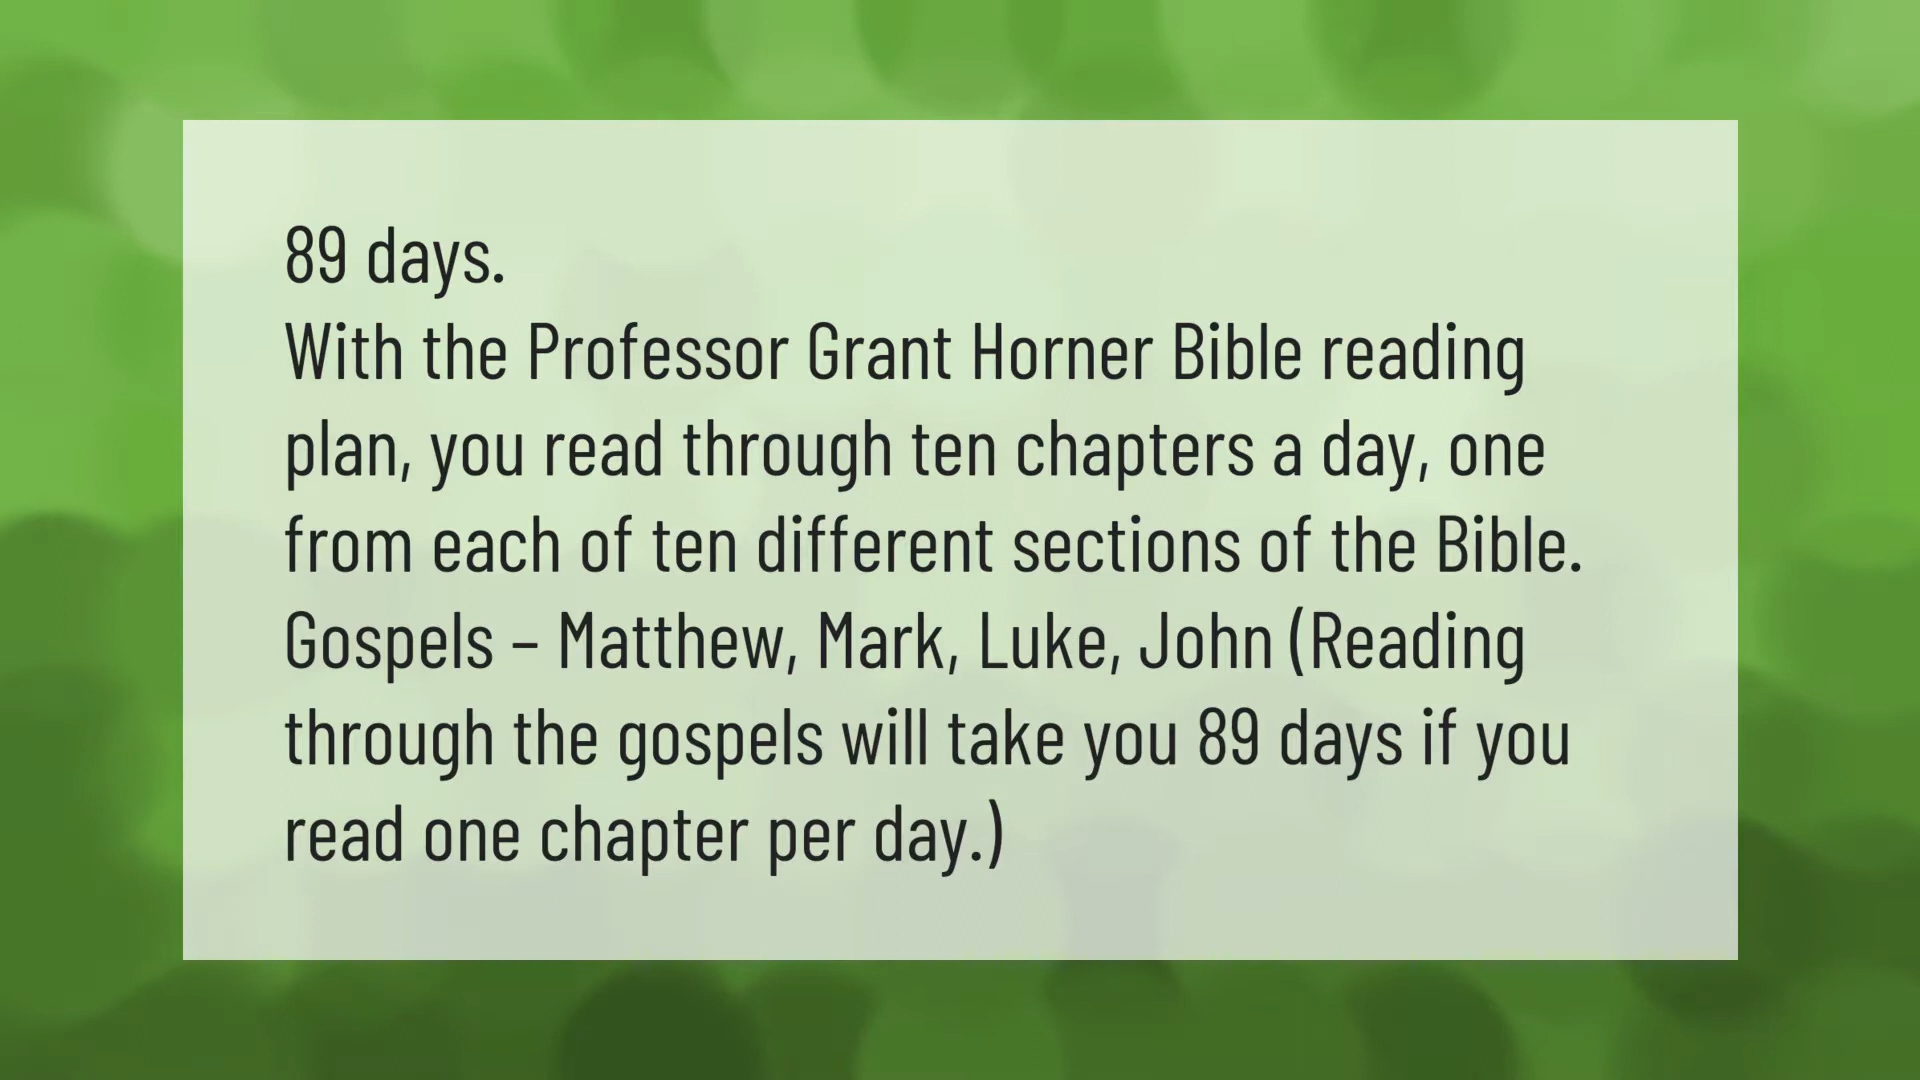 89 days.
With the Professor Grant Horner Bible reading
plan, you read through ten chapters a day, one
from each of ten different sections of the Bible.
Gospels – Matthew, Mark, Luke, John (Reading
through the gospels will take you 89 days if you
read one chapter per day.)